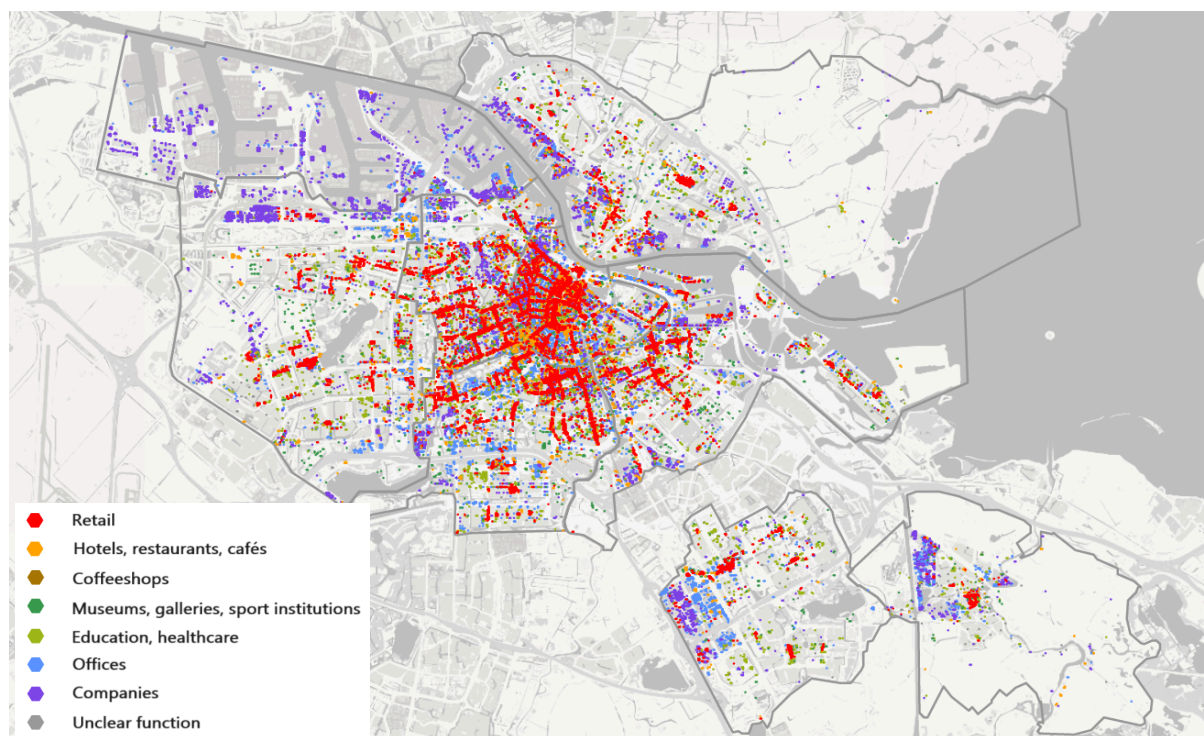 Retail
Hotels, restaurants, cafés
Coffeeshops
Museums, galleries, sport institutions
Education, healthcare
Offices
Companies
Unclear function